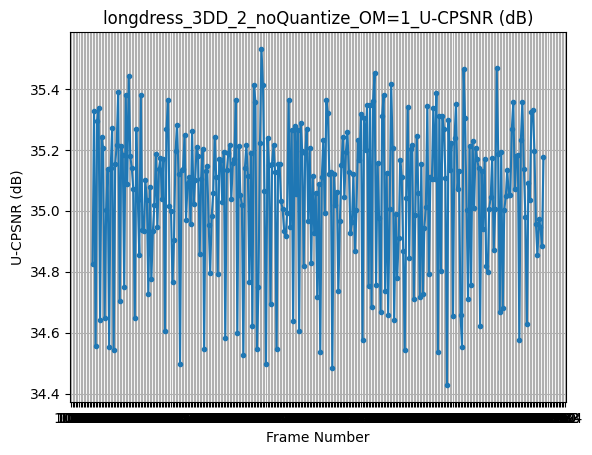 longdress_3DD_2_noQuantize_OM=1_U-CPSNR (dB)
35.4
35.2
35.0
34.8
34.6
34.4
U-CPSNR (dB)
Frame Number